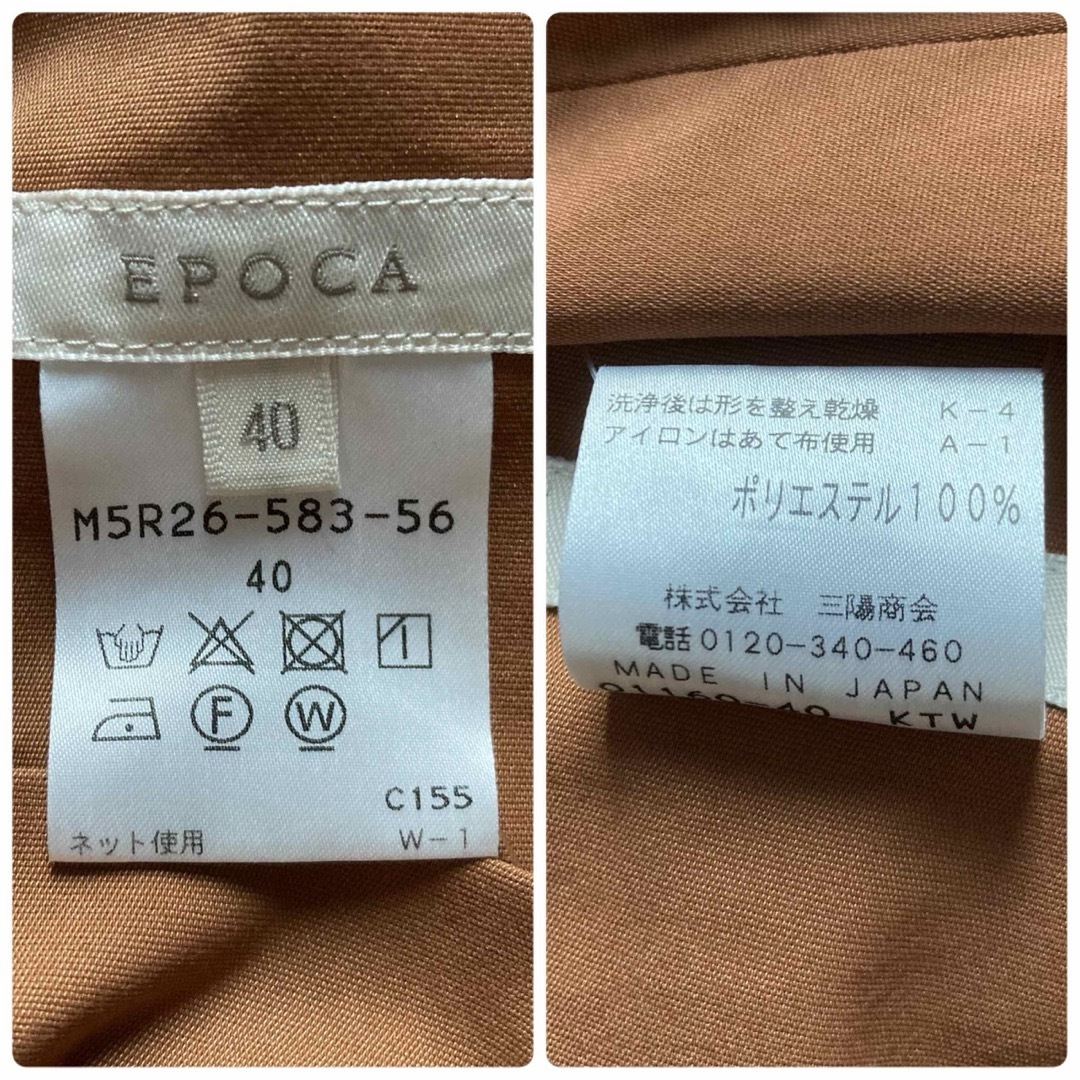 EPOCA
40
M5R26-583-56
40
F W
C155
ネット使用 W-1
洗浄後は形を整え乾燥 K-4
アイロンはあて布使用 A-1
ポリエステル100%
株式会社 三陽商会
電話0120-340-460
MADE IN JAPAN
KTW